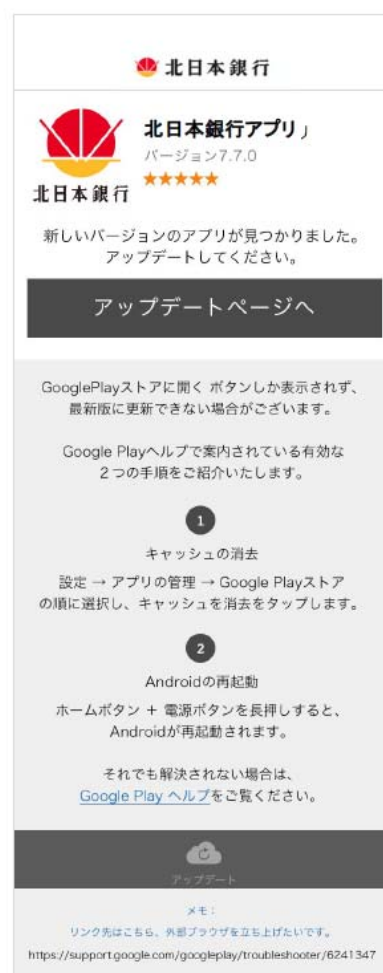 北日本銀行
北日本銀行アプリ」
バージョン7.7.0
★★★★★
北日本銀行
新しいバージョンのアプリが見つかりました。
アップデートしてください。
アップデートページへ
GooglePlayストアに開く ボタンしか表示されず、
最新版に更新できない場合がございます。
Google Playヘルプで案内されている有効な
2つの手順をご紹介いたします。
1
キャッシュの消去
設定 → アプリの管理 → Google Playストア
の順に選択し、キャッシュを消去をタップします。
2
Androidの再起動
ホームボタン + 電源ボタンを長押しすると、
Androidが再起動されます。
それでも解決されない場合は、
Google Play ヘルプをご覧ください。
アップデート
メモ：
リンク先はこちら、外部ブラウザを立ち上げたいです。
https://support.google.com/googleplay/troubleshooter/6241347